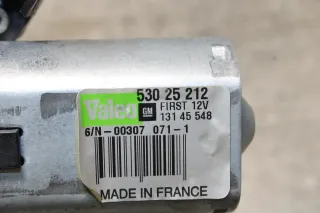 530 25 212
Valeo GM FIRST 12V
131 45 548
6/N-00307 071-1
MADE IN FRANCE